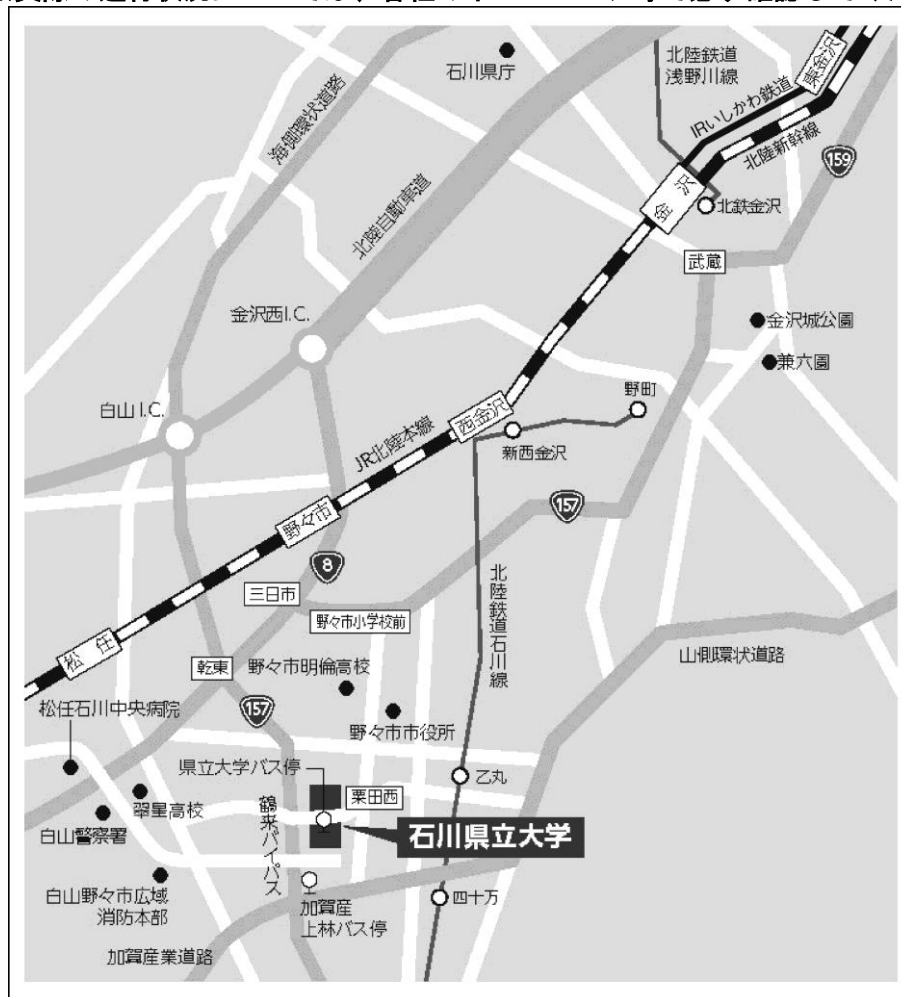 石川県庁
北陸鉄道
浅野川線
東金沢
IRいしかわ鉄道
北陸新幹線
159
海側環状道路
北陸自動車道
金沢
北鉄金沢
武蔵
金沢西I.C.
金沢城公園
兼六園
白山I.C.
JR北陸本線
西金沢
野町
新西金沢
野々市
157
8
三日市
野々市小学校前
北陸鉄道石川線
松任
乾東
野々市明倫高校
山側環状道路
157
松任石川中央病院
野々市市役所
県立大学バス停
粟田西
乙丸
翠星高校
鶴来バイパス
白山警察署
石川県立大学
白山野々市広域
消防本部
加賀産
上林バス停
四十万
加賀産業道路